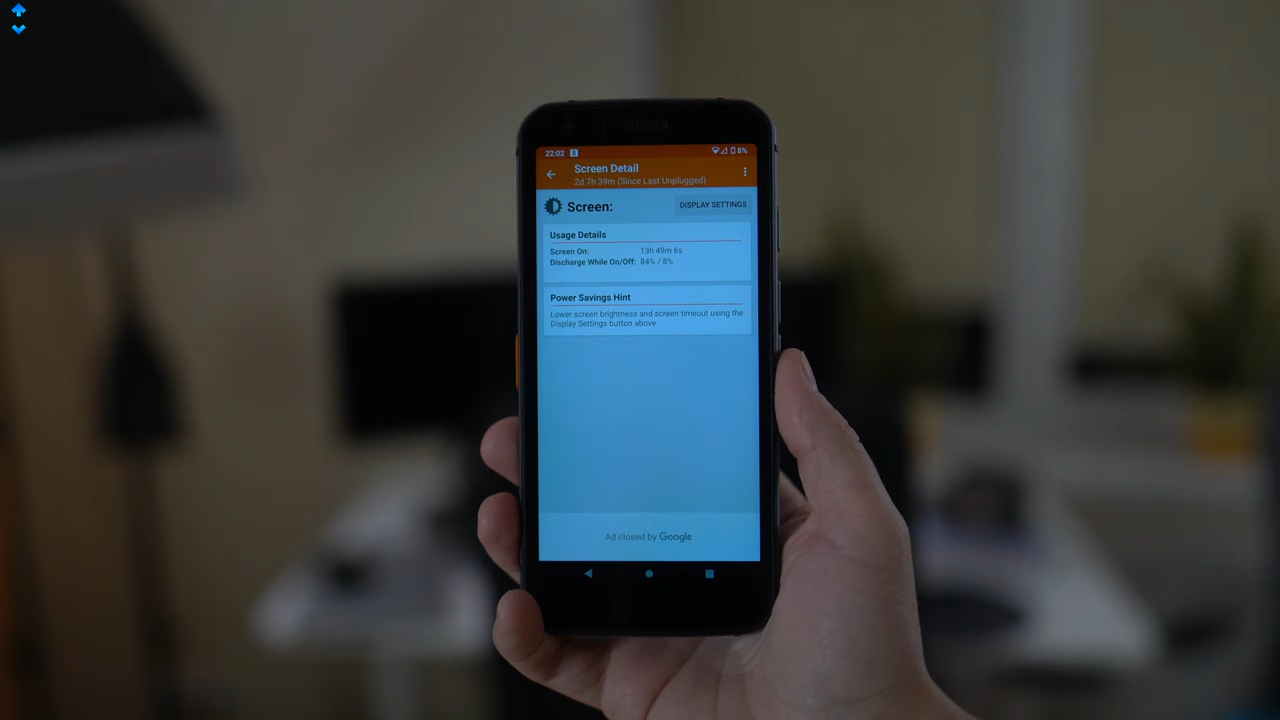 22:02 8%
Screen Detail
2d 7h 39m (Since Last Unplugged)
Screen: DISPLAY SETTINGS
Usage Details
Screen On: 13h 49m 6s
Discharge While On/Off: 84% / 8%
Power Savings Hint
Lower screen brightness and screen timeout using the
Display Settings button above.
Ad closed by Google